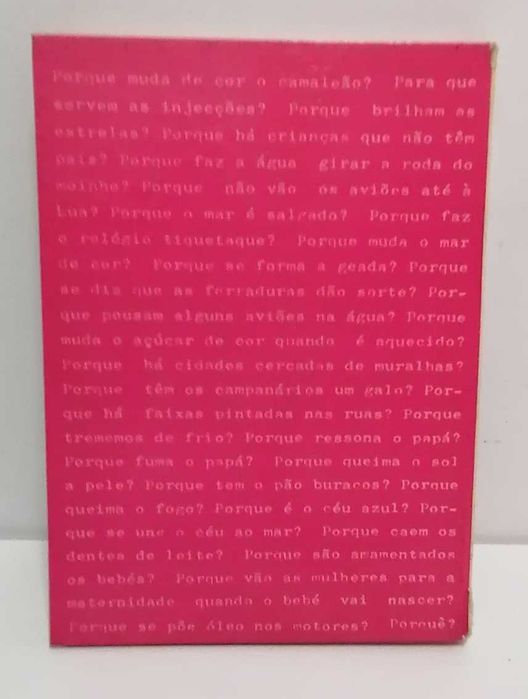 Porque muda de cor o camaleão? Para que
servem as injecções? Porque brilham as
estrelas? Porque há crianças que não têm
pais? Porque faz a água girar a roda do
moinho? Porque não vão os aviões até à
Lua? Porque o mar é salgado? Porque faz
o relógio tiquetaque? Porque muda o mar
de cor? Porque se forma a geada? Porque
se diz que as ferraduras dão sorte? Por-
que pousam alguns aviões na água? Porque
muda o açúcar de cor quando é aquecido?
Porque há cidades cercadas de muralhas?
Porque têm os campanários um galo? Por-
que há faixas pintadas nas ruas? Porque
trememos de frio? Porque ressona o papá?
Porque fuma o papá? Porque queima o sol
a pele? Porque tem o pão buracos? Porque
queima o fogo? Porque é o céu azul? Por-
que se une o céu ao mar? Porque caem os
dentes de leite? Porque são amamentados
os bebés? Porque vão as mulheres para a
maternidade quando o bebé vai nascer?
Porque se põe óleo nos motores? Porquê?